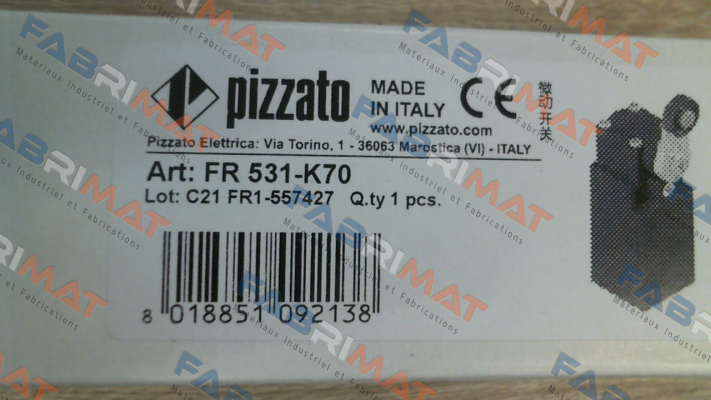 pizzato
MADE
IN ITALY
CE
微动开关
www.pizzato.com
Pizzato Elettrica: Via Torino, 1 - 36063 Marostica (VI) - ITALY
Art: FR 531-K70
Lot: C21 FR1-557427 Q.ty 1 pcs.
8 018851 092138
FABRIMAT
Materiaux Industriel et Fabrications